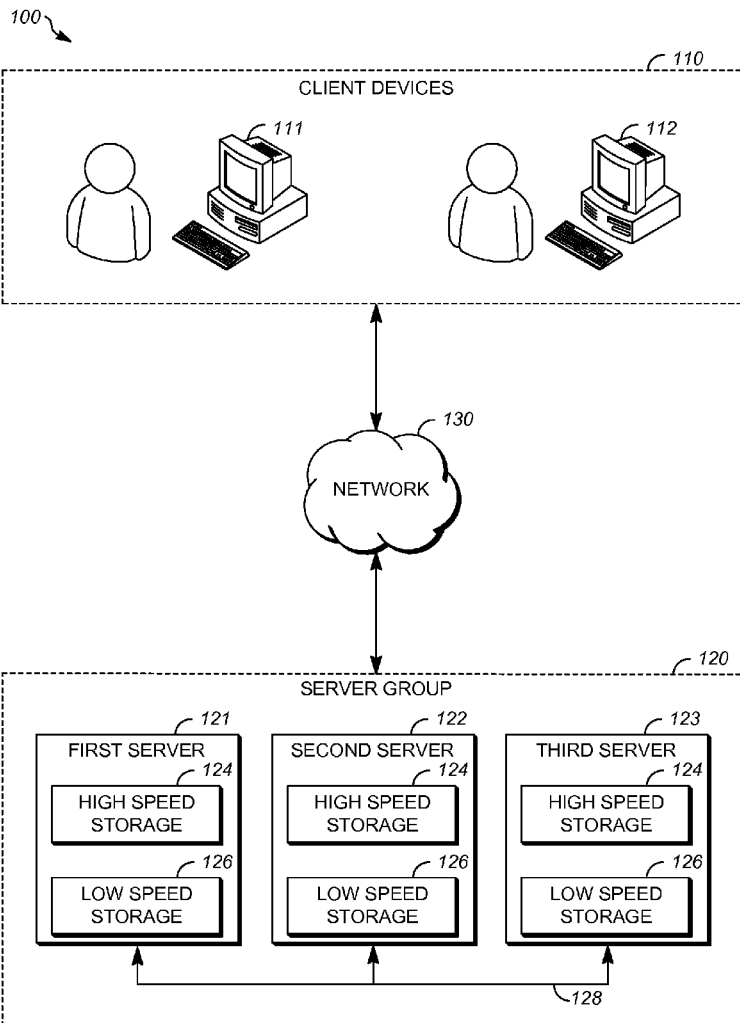 100
110
CLIENT DEVICES
111
112
130
NETWORK
120
SERVER GROUP
121
122
123
FIRST SERVER
SECOND SERVER
THIRD SERVER
124
124
124
HIGH SPEED
STORAGE
HIGH SPEED
STORAGE
HIGH SPEED
STORAGE
126
126
126
LOW SPEED
STORAGE
LOW SPEED
STORAGE
LOW SPEED
STORAGE
128